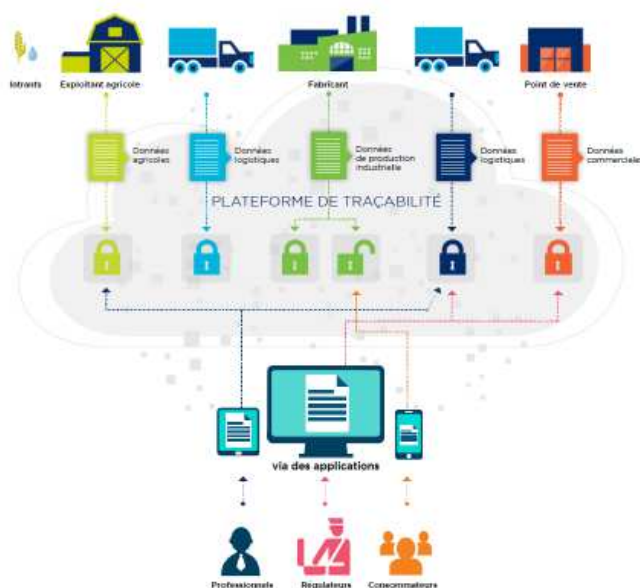 Intrants
Exploitant agricole
Fabricant
Point de vente
Données
agricoles
Données
logistiques
Données
de production
industrielle
Données
logistiques
Données
commerciale
PLATEFORME DE TRAÇABILITÉ
via des applications
Professionnels
Régulateurs
Consommateurs